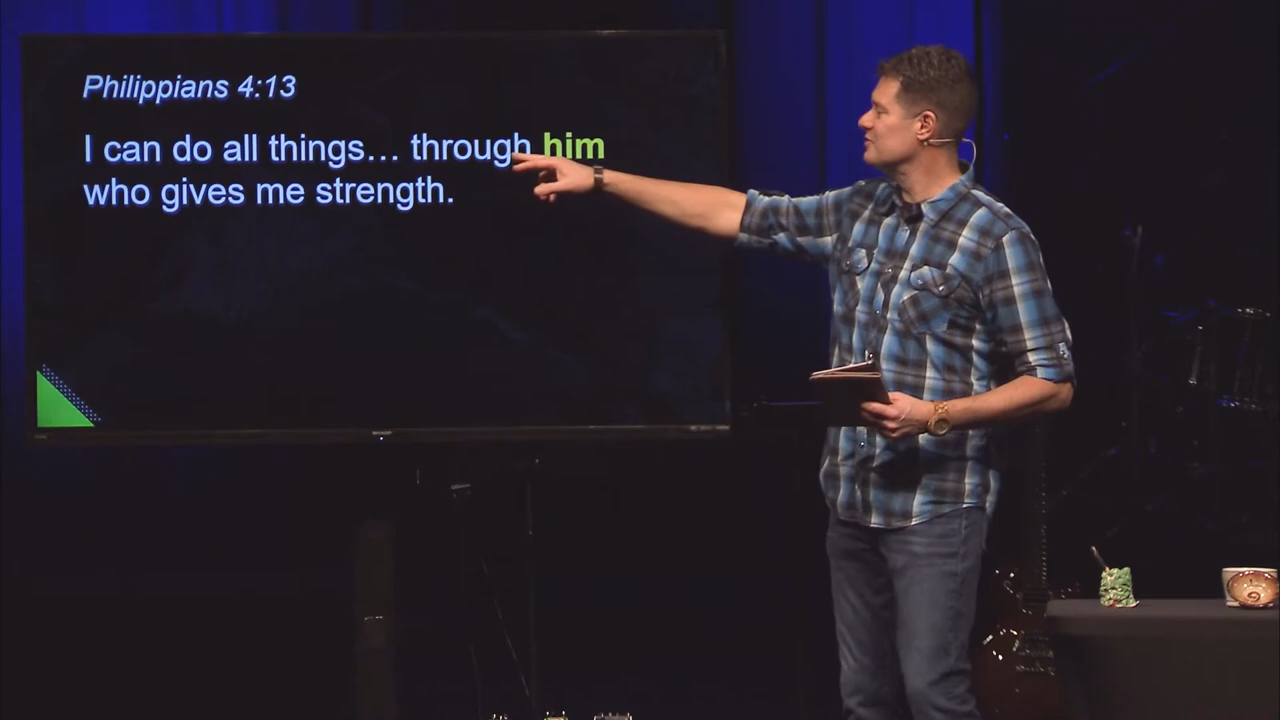 Philippians 4:13
I can do all things… through him
who gives me strength.